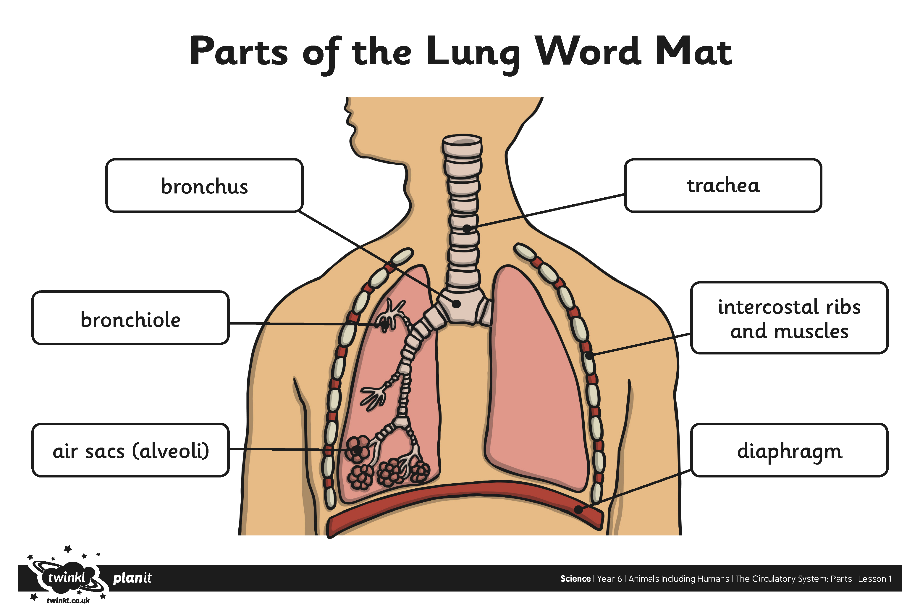 Parts of the Lung Word Mat
bronchus
trachea
bronchiole
intercostal ribs
and muscles
air sacs (alveoli)
diaphragm
twinkl
planit
twinkl.co.uk
Science | Year 6 | Animals Including Humans | The Circulatory System: Parts | Lesson 1